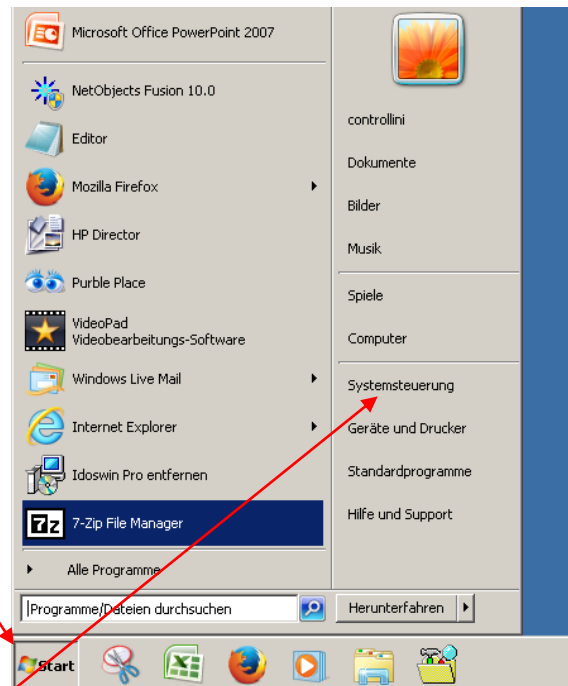 Microsoft Office PowerPoint 2007
NetObjects Fusion 10.0
Editor
Mozilla Firefox
HP Director
Purble Place
VideoPad
Videobearbeitungs-Software
Windows Live Mail
Internet Explorer
Idoswin Pro entfernen
7z 7-Zip File Manager
Alle Programme
Programme/Dateien durchsuchen
controllini
Dokumente
Bilder
Musik
Spiele
Computer
Systemsteuerung
Geräte und Drucker
Standardprogramme
Hilfe und Support
Herunterfahren
Start